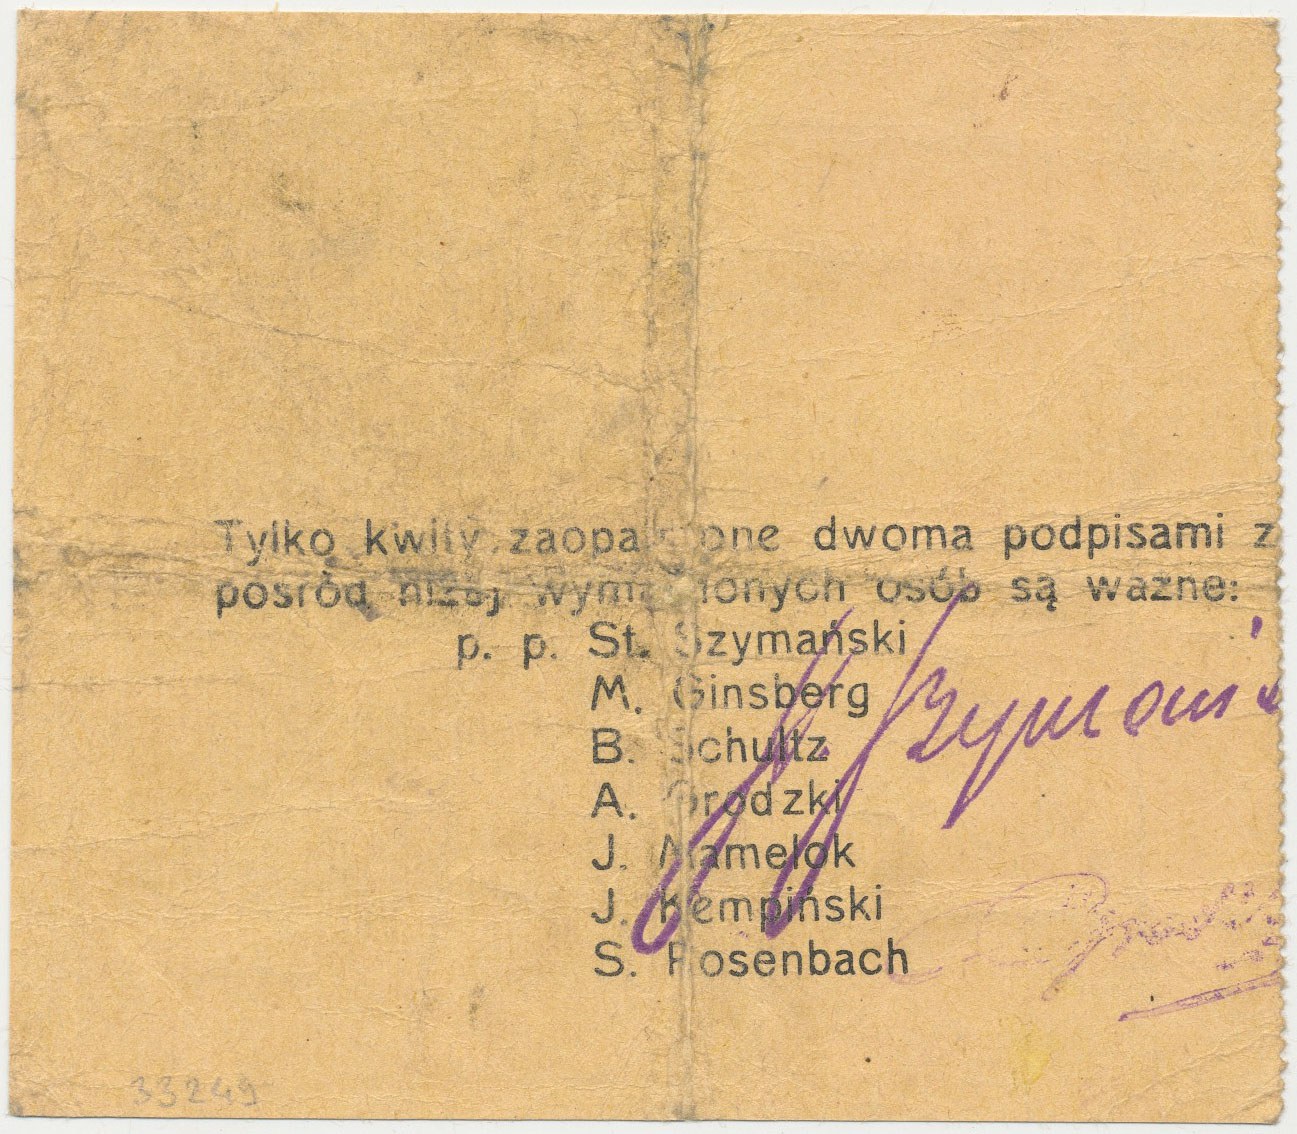 Tylko kwity zaopatrzone dwoma podpisami z
pośród niżej wymienionych osób są ważne:
p. p. St. Szymański
M. Ginsberg
B. Schultz
A. Grodzki
J. Mamelok
J. Kempiński
S. Rosenbach
33249